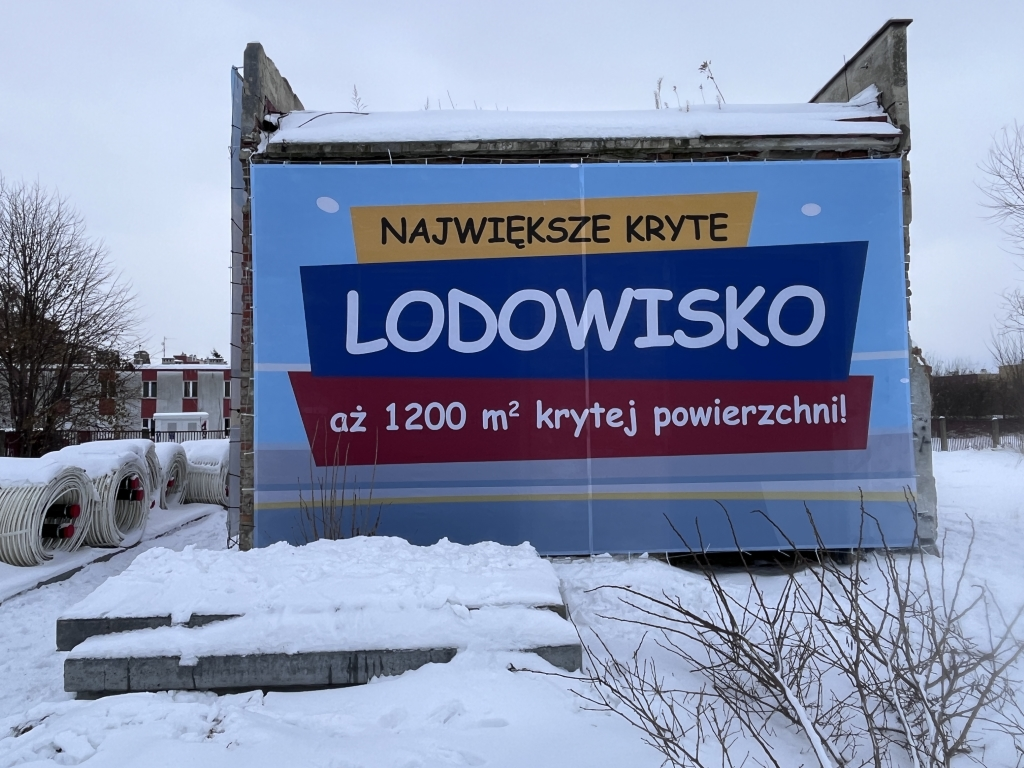 NAJWIĘKSZE KRYTE
LODOWISKO
aż 1200 m² krytej powierzchni!